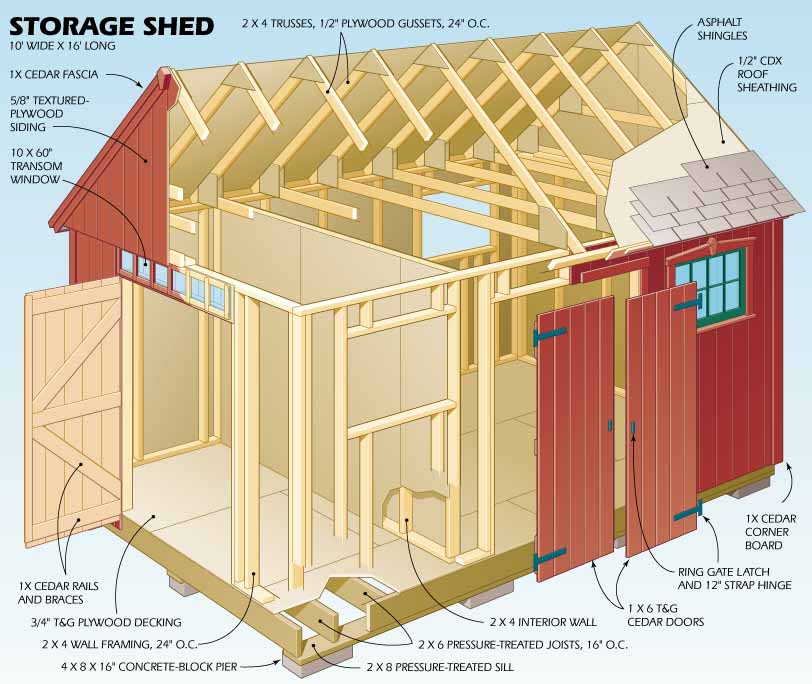 STORAGE SHED
10' WIDE X 16' LONG
2 X 4 TRUSSES, 1/2" PLYWOOD GUSSETS, 24" O.C.
ASPHALT
SHINGLES
1/2" CDX
ROOF
SHEATHING
1X CEDAR FASCIA
5/8" TEXTURED-
PLYWOOD
SIDING
10 X 60"
TRANSOM
WINDOW
1X CEDAR
CORNER
BOARD
RING GATE LATCH
AND 12" STRAP HINGE
1 X 6 T&G
CEDAR DOORS
1X CEDAR RAILS
AND BRACES
3/4" T&G PLYWOOD DECKING
2 X 4 INTERIOR WALL
2 X 4 WALL FRAMING, 24" O.C.
2 X 6 PRESSURE-TREATED JOISTS, 16" O.C.
4 X 8 X 16" CONCRETE-BLOCK PIER
2 X 8 PRESSURE-TREATED SILL